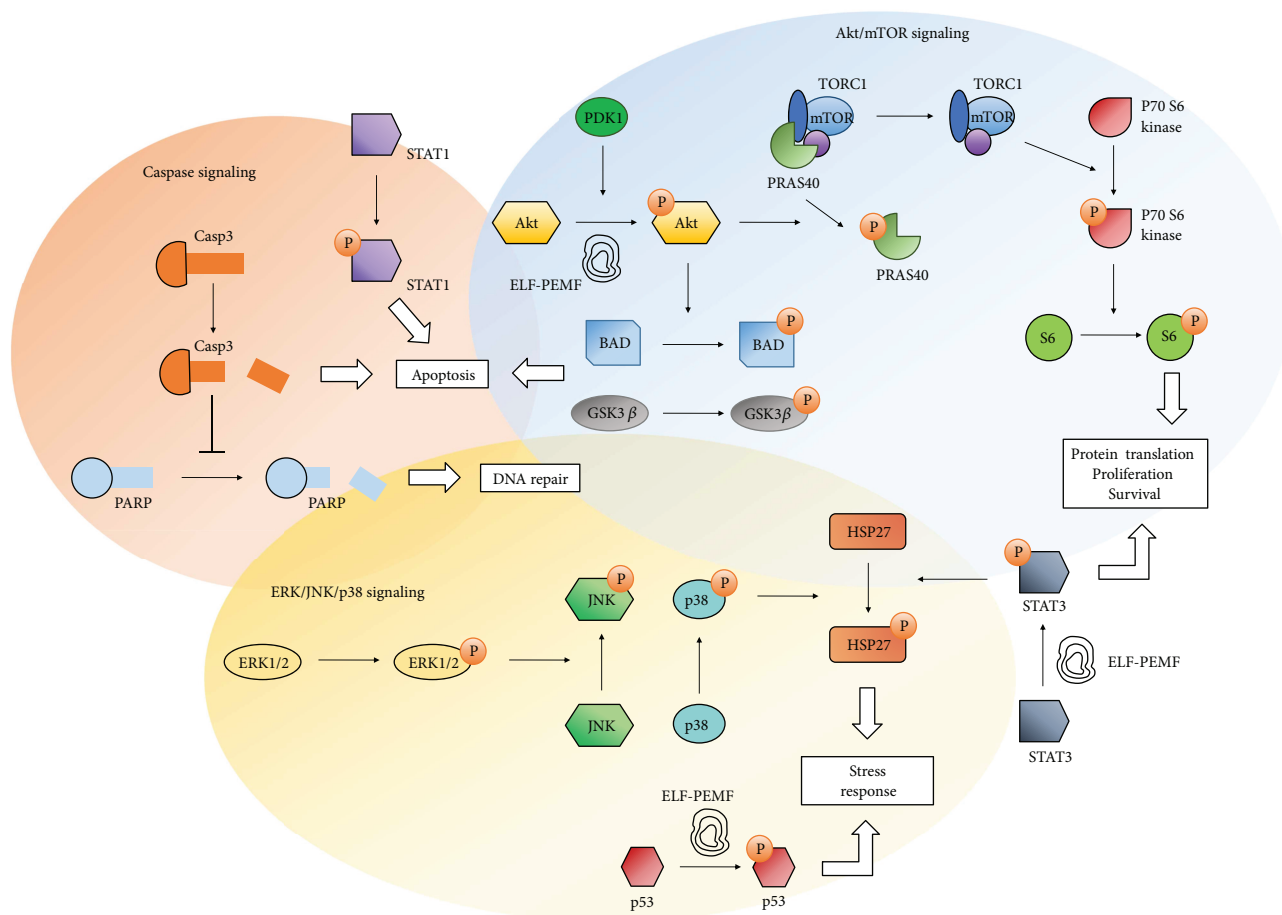 Akt/mTOR signaling
TORC1
mTOR
PRAS40
TORC1
mTOR
P70 S6
kinase
PDK1
STAT1
Caspase signaling
Casp3
P
STAT1
Akt
P
Akt
ELF-PEMF
P
PRAS40
P
P70 S6
kinase
Casp3
Apoptosis
BAD
P
BAD
S6
P
S6
GSK3 β
P
GSK3β
PARP
PARP
DNA repair
Protein translation
Proliferation
Survival
ERK/JNK/p38 signaling
HSP27
P
STAT3
P
JNK
P
p38
P
HSP27
ERK1/2
P
ERK1/2
ELF-PEMF
JNK
p38
STAT3
Stress
response
ELF-PEMF
p53
P
p53